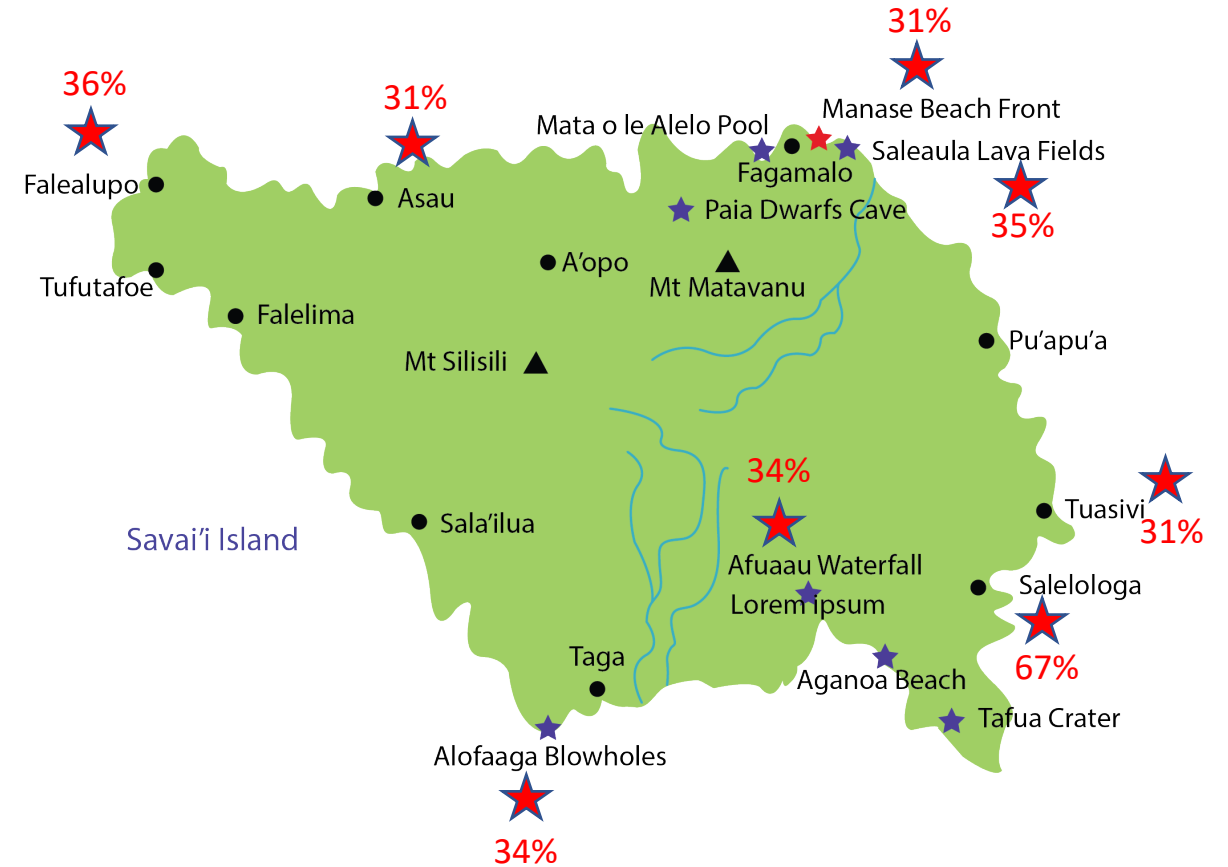 31%
36%
31%
Manase Beach Front
Mata o le Alelo Pool
Saleaula Lava Fields
Fagamalo
Falealupo
Asau
Paia Dwarfs Cave
35%
A'opo
Tufutafoe
Mt Matavanu
Falelima
Pu'apu'a
Mt Silisili
34%
Tuasivi
Sala'ilua
31%
Savai'i Island
Afuaau Waterfall
Salelologa
Lorem ipsum
Taga
67%
Aganoa Beach
Tafua Crater
Alofaaga Blowholes
34%